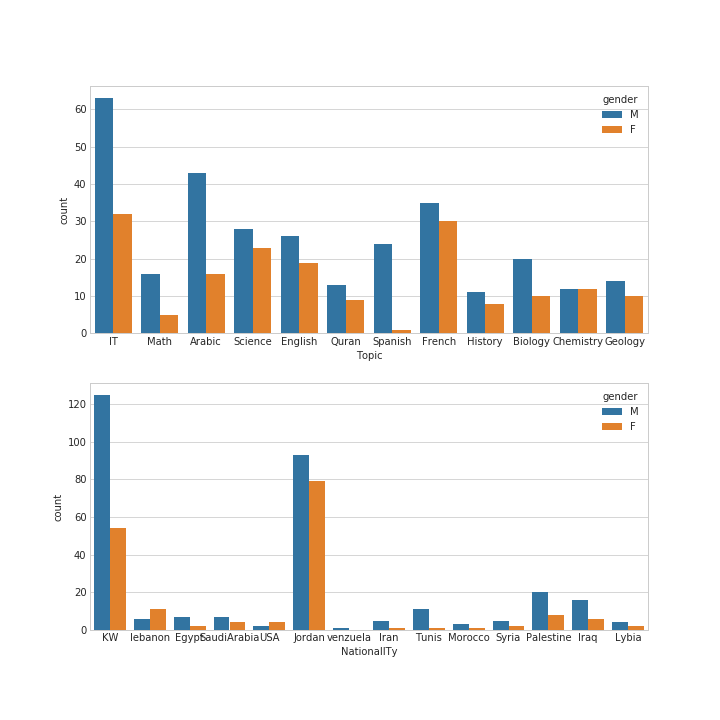 gender
M
F
60
50
40
30
20
10
0
count
IT Math Arabic Science English Quran Spanish French History Biology Chemistry Geology
Topic
gender
M
F
120
100
80
60
40
20
0
count
KW lebanon Egypt SaudiArabia USA Jordan venzuela Iran Tunis Morocco Syria Palestine Iraq Lybia
NationalITy